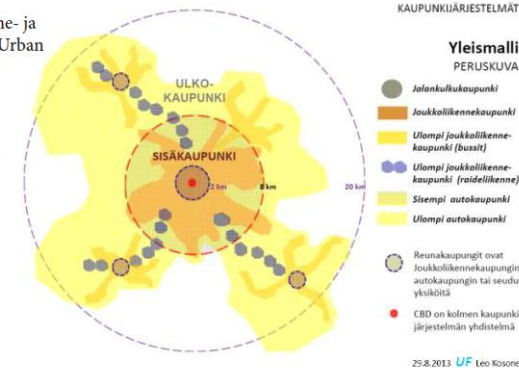 ne- ja
Urban
KAUPUNKIJÄRJESTELMÄT
Yleismalli
PERUSKUVA
ULKO-
KAUPUNKI
SISÄKAUPUNKI
2 km
8 km
20 km
Jalankulkukaupunki
Joukkoliikennekaupunki
Ulompi joukkoliikenne-
kaupunki (bussit)
Ulompi joukkoliikenne-
kaupunki (raideliikenne)
Sisempi autokaupunki
Ulompi autokaupunki
Reunakaupungit ovat
Joukkoliikennekaupungin
autokaupungin tai seudu
yksiköitä
CBD on kolmen kaupunki
järjestelmän yhdistelmä
29.8.2013 UF Leo Kosone